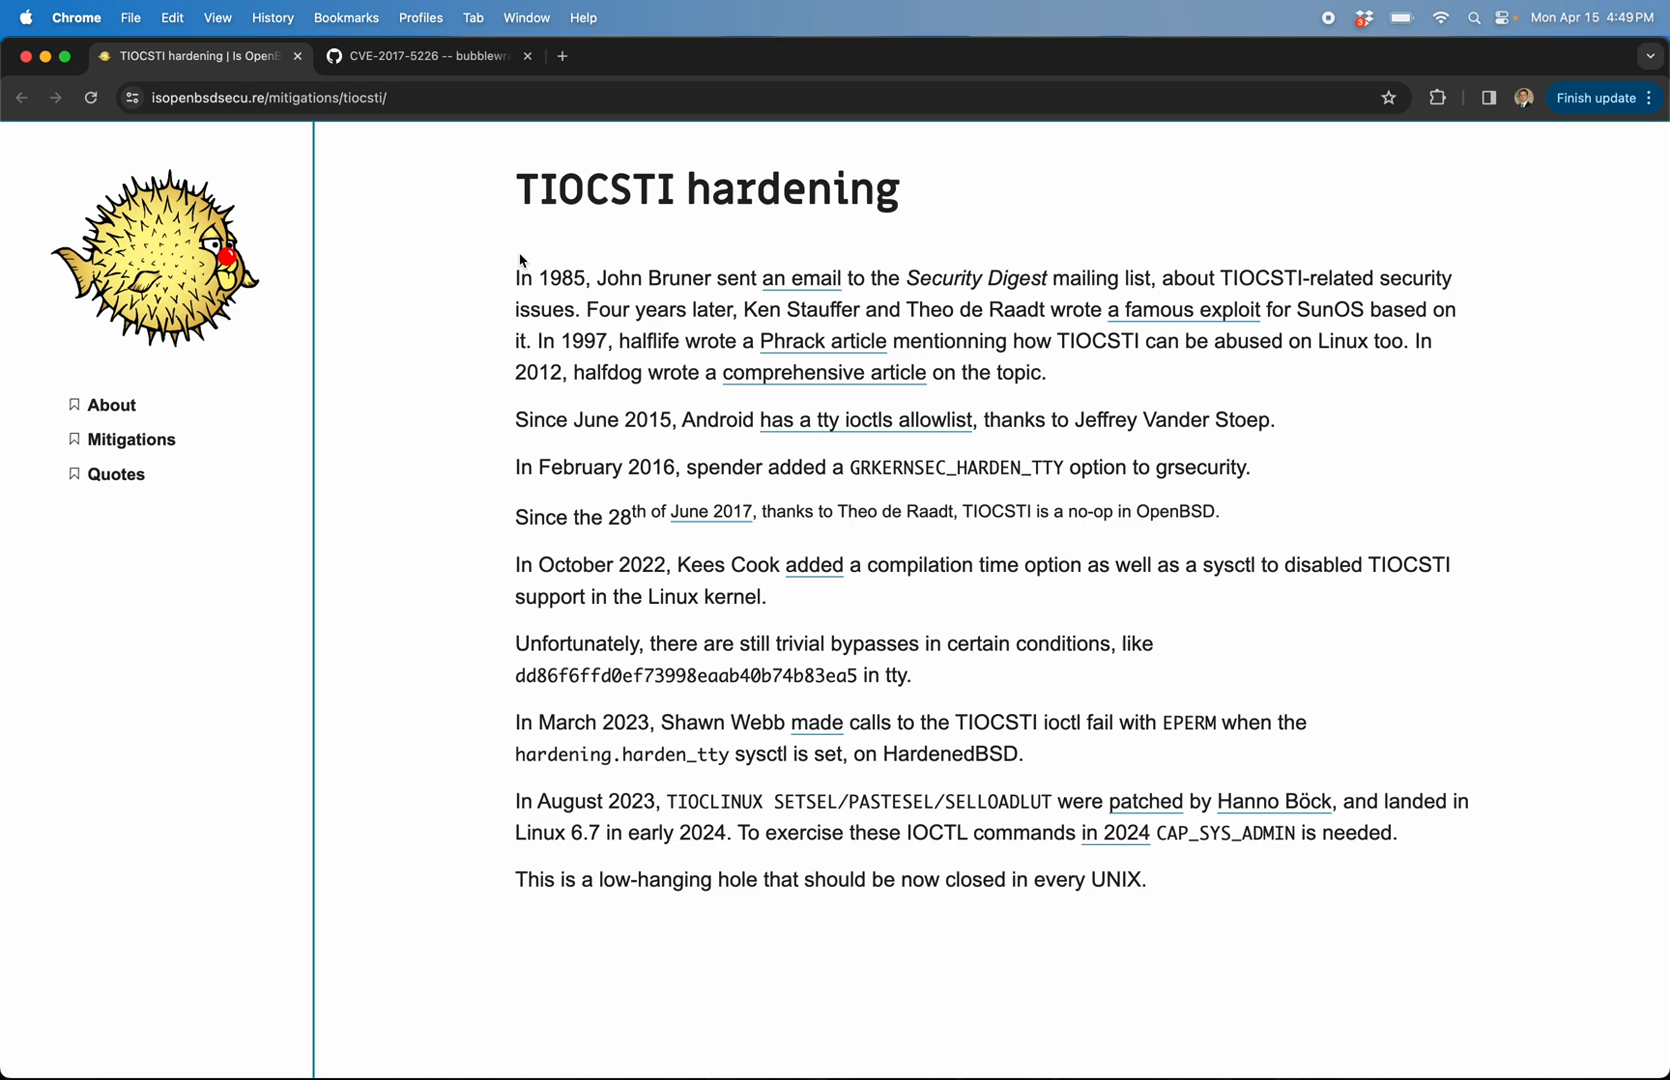 Chrome File Edit View History Bookmarks Profiles Tab Window Help 3 Mon Apr 15 4:49 PM
TIOCSTI hardening | Is OpenB CVE-2017-5226 -- bubblewr
isopenbsdsecu.re/mitigations/tiocsti/ Finish update
TIOCSTI hardening
In 1985, John Bruner sent an email to the Security Digest mailing list, about TIOCSTI-related security
issues. Four years later, Ken Stauffer and Theo de Raadt wrote a famous exploit for SunOS based on
it. In 1997, halflife wrote a Phrack article mentionning how TIOCSTI can be abused on Linux too. In
2012, halfdog wrote a comprehensive article on the topic.
Since June 2015, Android has a tty ioctls allowlist, thanks to Jeffrey Vander Stoep.
In February 2016, spender added a GRKERNSEC_HARDEN_TTY option to grsecurity.
Since the 28th of June 2017, thanks to Theo de Raadt, TIOCSTI is a no-op in OpenBSD.
In October 2022, Kees Cook added a compilation time option as well as a sysctl to disabled TIOCSTI
support in the Linux kernel.
Unfortunately, there are still trivial bypasses in certain conditions, like
dd86f6ffd0ef73998eaab40b74b83ea5 in tty.
In March 2023, Shawn Webb made calls to the TIOCSTI ioctl fail with EPERM when the
hardening.harden_tty sysctl is set, on HardenedBSD.
In August 2023, TIOCLINUX SETSEL/PASTESEL/SELLOADLUT were patched by Hanno Böck, and landed in
Linux 6.7 in early 2024. To exercise these IOCTL commands in 2024 CAP_SYS_ADMIN is needed.
This is a low-hanging hole that should be now closed in every UNIX.
About
Mitigations
Quotes